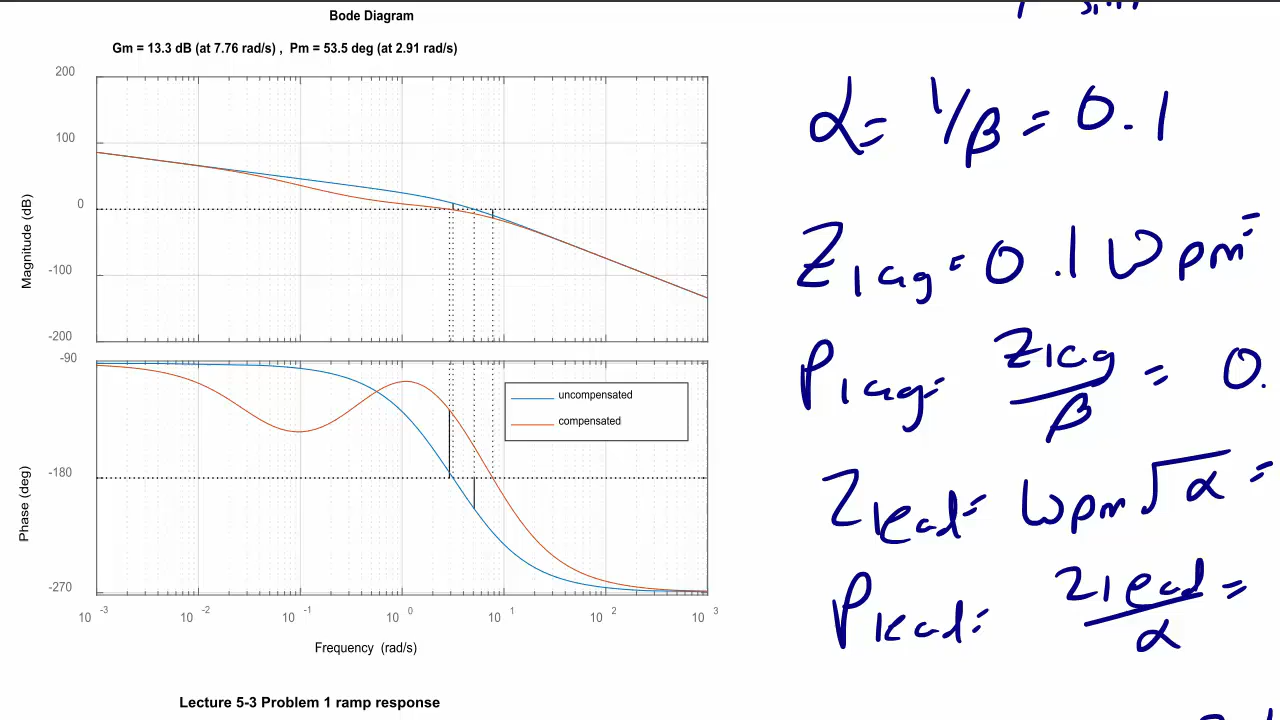 Bode Diagram
Gm = 13.3 dB (at 7.76 rad/s) , Pm = 53.5 deg (at 2.91 rad/s)
200
100
0
-100
-200
Magnitude (dB)
-90
-180
-270
Phase (deg)
uncompensated
compensated
10^-3 10^-2 10^-1 10^0 10^1 10^2 10^3
Frequency (rad/s)
Lecture 5-3 Problem 1 ramp response
α = 1/β = 0.1
Zlag = 0.1 ωpm =
Plag = Zlag/β = 0.
Zlead = ωpm √α =
Plead = Zlead/α =